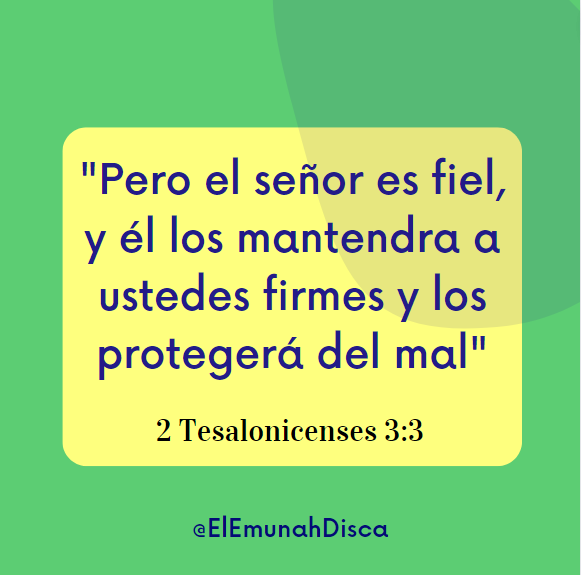 "Pero el señor es fiel,
y él los mantendra a
ustedes firmes y los
protegerá del mal"
2 Tesalonicenses 3:3
@ElEmunahDisca